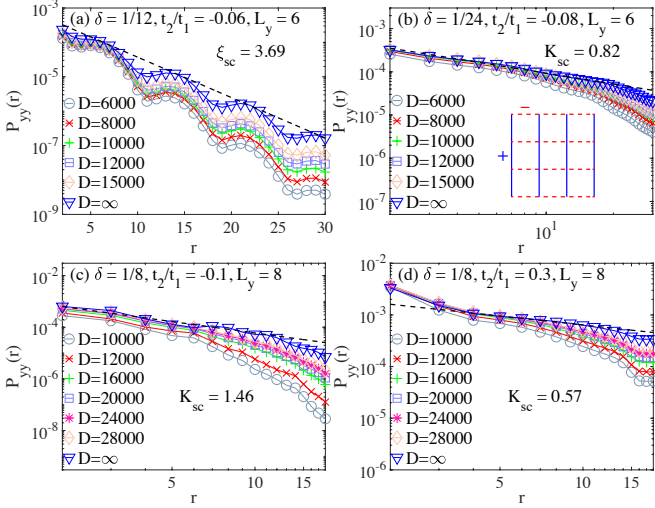 (a) δ = 1/12, t2/t1 = -0.06, Ly = 6
ξsc = 3.69
10-3
10-5
10-7
10-9
Pyy(r)
D=6000
D=8000
D=10000
D=12000
D=15000
D=∞
5 10 15 20 25 30
r
(b) δ = 1/24, t2/t1 = -0.08, Ly = 6
Ksc = 0.82
10-2
10-3
10-4
10-5
10-6
10-7
D=6000
D=8000
D=10000
D=12000
D=15000
D=∞
−
+
101
r
(c) δ = 1/8, t2/t1 = -0.1, Ly = 8
10-2
10-4
10-6
10-8
Pyy(r)
D=10000
D=12000
D=16000
D=20000
D=24000
D=28000
D=∞
Ksc = 1.46
5 10 15
r
(d) δ = 1/8, t2/t1 = 0.3, Ly = 8
10-2
10-3
10-4
10-5
10-6
D=10000
D=12000
D=16000
D=20000
D=24000
D=28000
D=∞
Ksc = 0.57
5 10 15
r